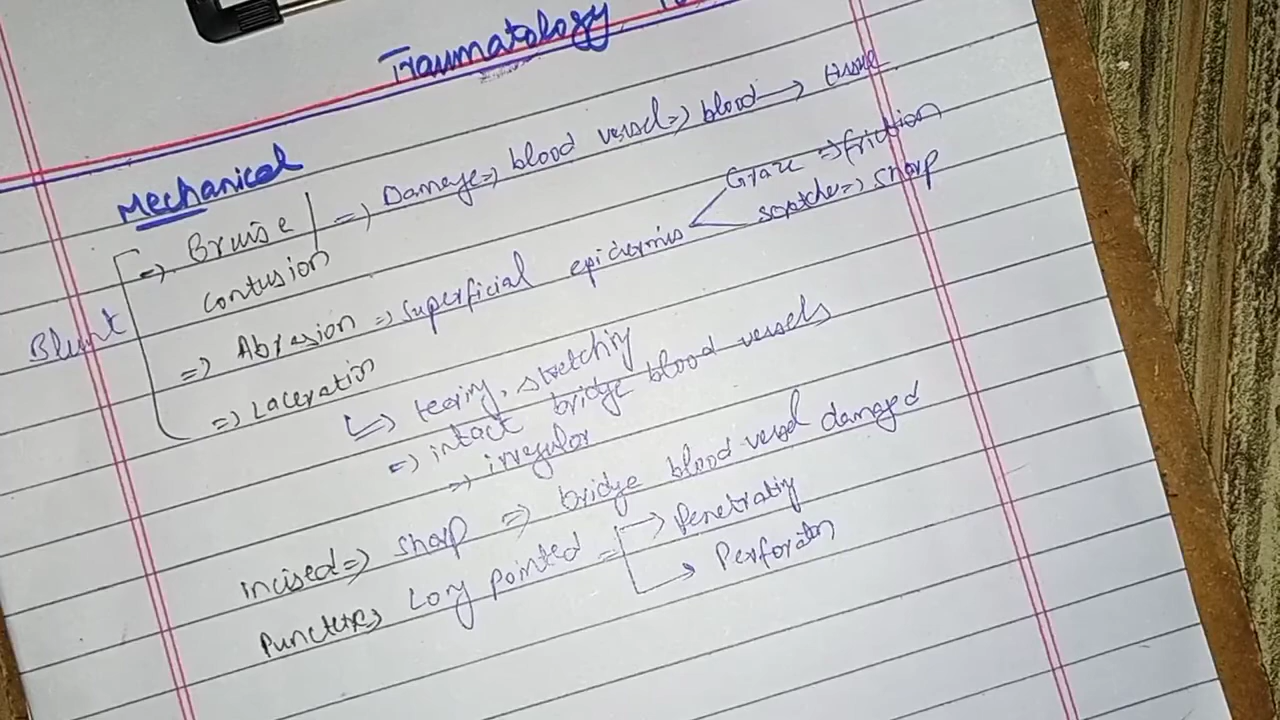 Traumatology
Mechanical
Blunt
=> Bruise | => Damage => blood vessel => blood → tissue
contusion
=> Abrasion => superficial epidermis
Graze => friction
scratche => sharp
=> Laceration
=> tearing, stretching
=> intact bridge blood vessels
=> irregular
incised => sharp => bridge blood vessel damaged
Puncture => Long pointed =
→ Penetrating
→ Perforation